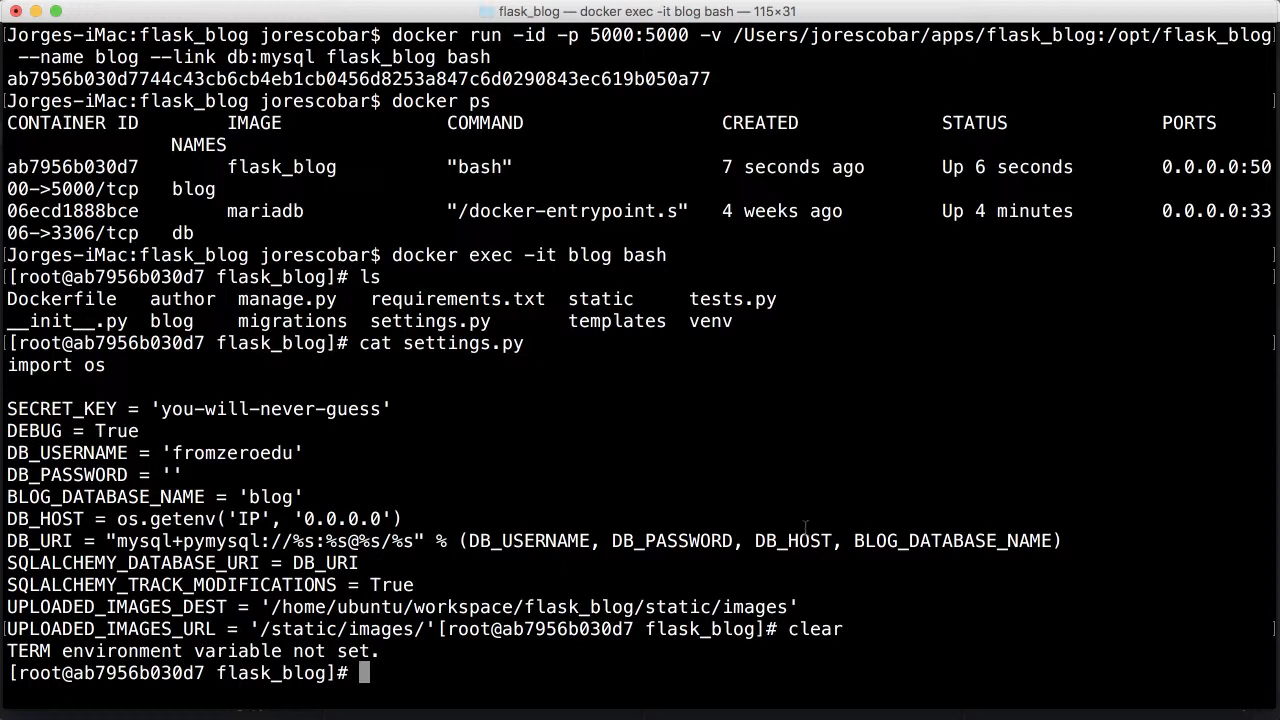 flask_blog — docker exec -it blog bash — 115×31
[Jorges-iMac:flask_blog jorescobar$ docker run -id -p 5000:5000 -v /Users/jorescobar/apps/flask_blog:/opt/flask_blog]
 --name blog --link db:mysql flask_blog bash
ab7956b030d7744c43cb6cb4eb1cb0456d8253a847c6d0290843ec619b050a77
[Jorges-iMac:flask_blog jorescobar$ docker ps ]
CONTAINER ID        IMAGE               COMMAND                  CREATED             STATUS              PORTS
               NAMES
ab7956b030d7        flask_blog          "bash"                   7 seconds ago       Up 6 seconds        0.0.0.0:50
00->5000/tcp   blog
06ecd1888bce        mariadb             "/docker-entrypoint.s"   4 weeks ago         Up 4 minutes        0.0.0.0:33
06->3306/tcp   db
[Jorges-iMac:flask_blog jorescobar$ docker exec -it blog bash ]
[root@ab7956b030d7 flask_blog]# ls ]
Dockerfile   author  manage.py   requirements.txt  static     tests.py
__init__.py  blog    migrations  settings.py       templates  venv
[root@ab7956b030d7 flask_blog]# cat settings.py ]
import os
SECRET_KEY = 'you-will-never-guess'
DEBUG = True
DB_USERNAME = 'fromzeroedu'
DB_PASSWORD = ''
BLOG_DATABASE_NAME = 'blog'
DB_HOST = os.getenv('IP', '0.0.0.0')
DB_URI = "mysql+pymysql://%s:%s@%s/%s" % (DB_USERNAME, DB_PASSWORD, DB_HOST, BLOG_DATABASE_NAME)
SQLALCHEMY_DATABASE_URI = DB_URI
SQLALCHEMY_TRACK_MODIFICATIONS = True
UPLOADED_IMAGES_DEST = '/home/ubuntu/workspace/flask_blog/static/images'
UPLOADED_IMAGES_URL = '/static/images/'[root@ab7956b030d7 flask_blog]# clear ]
TERM environment variable not set.
[root@ab7956b030d7 flask_blog]#